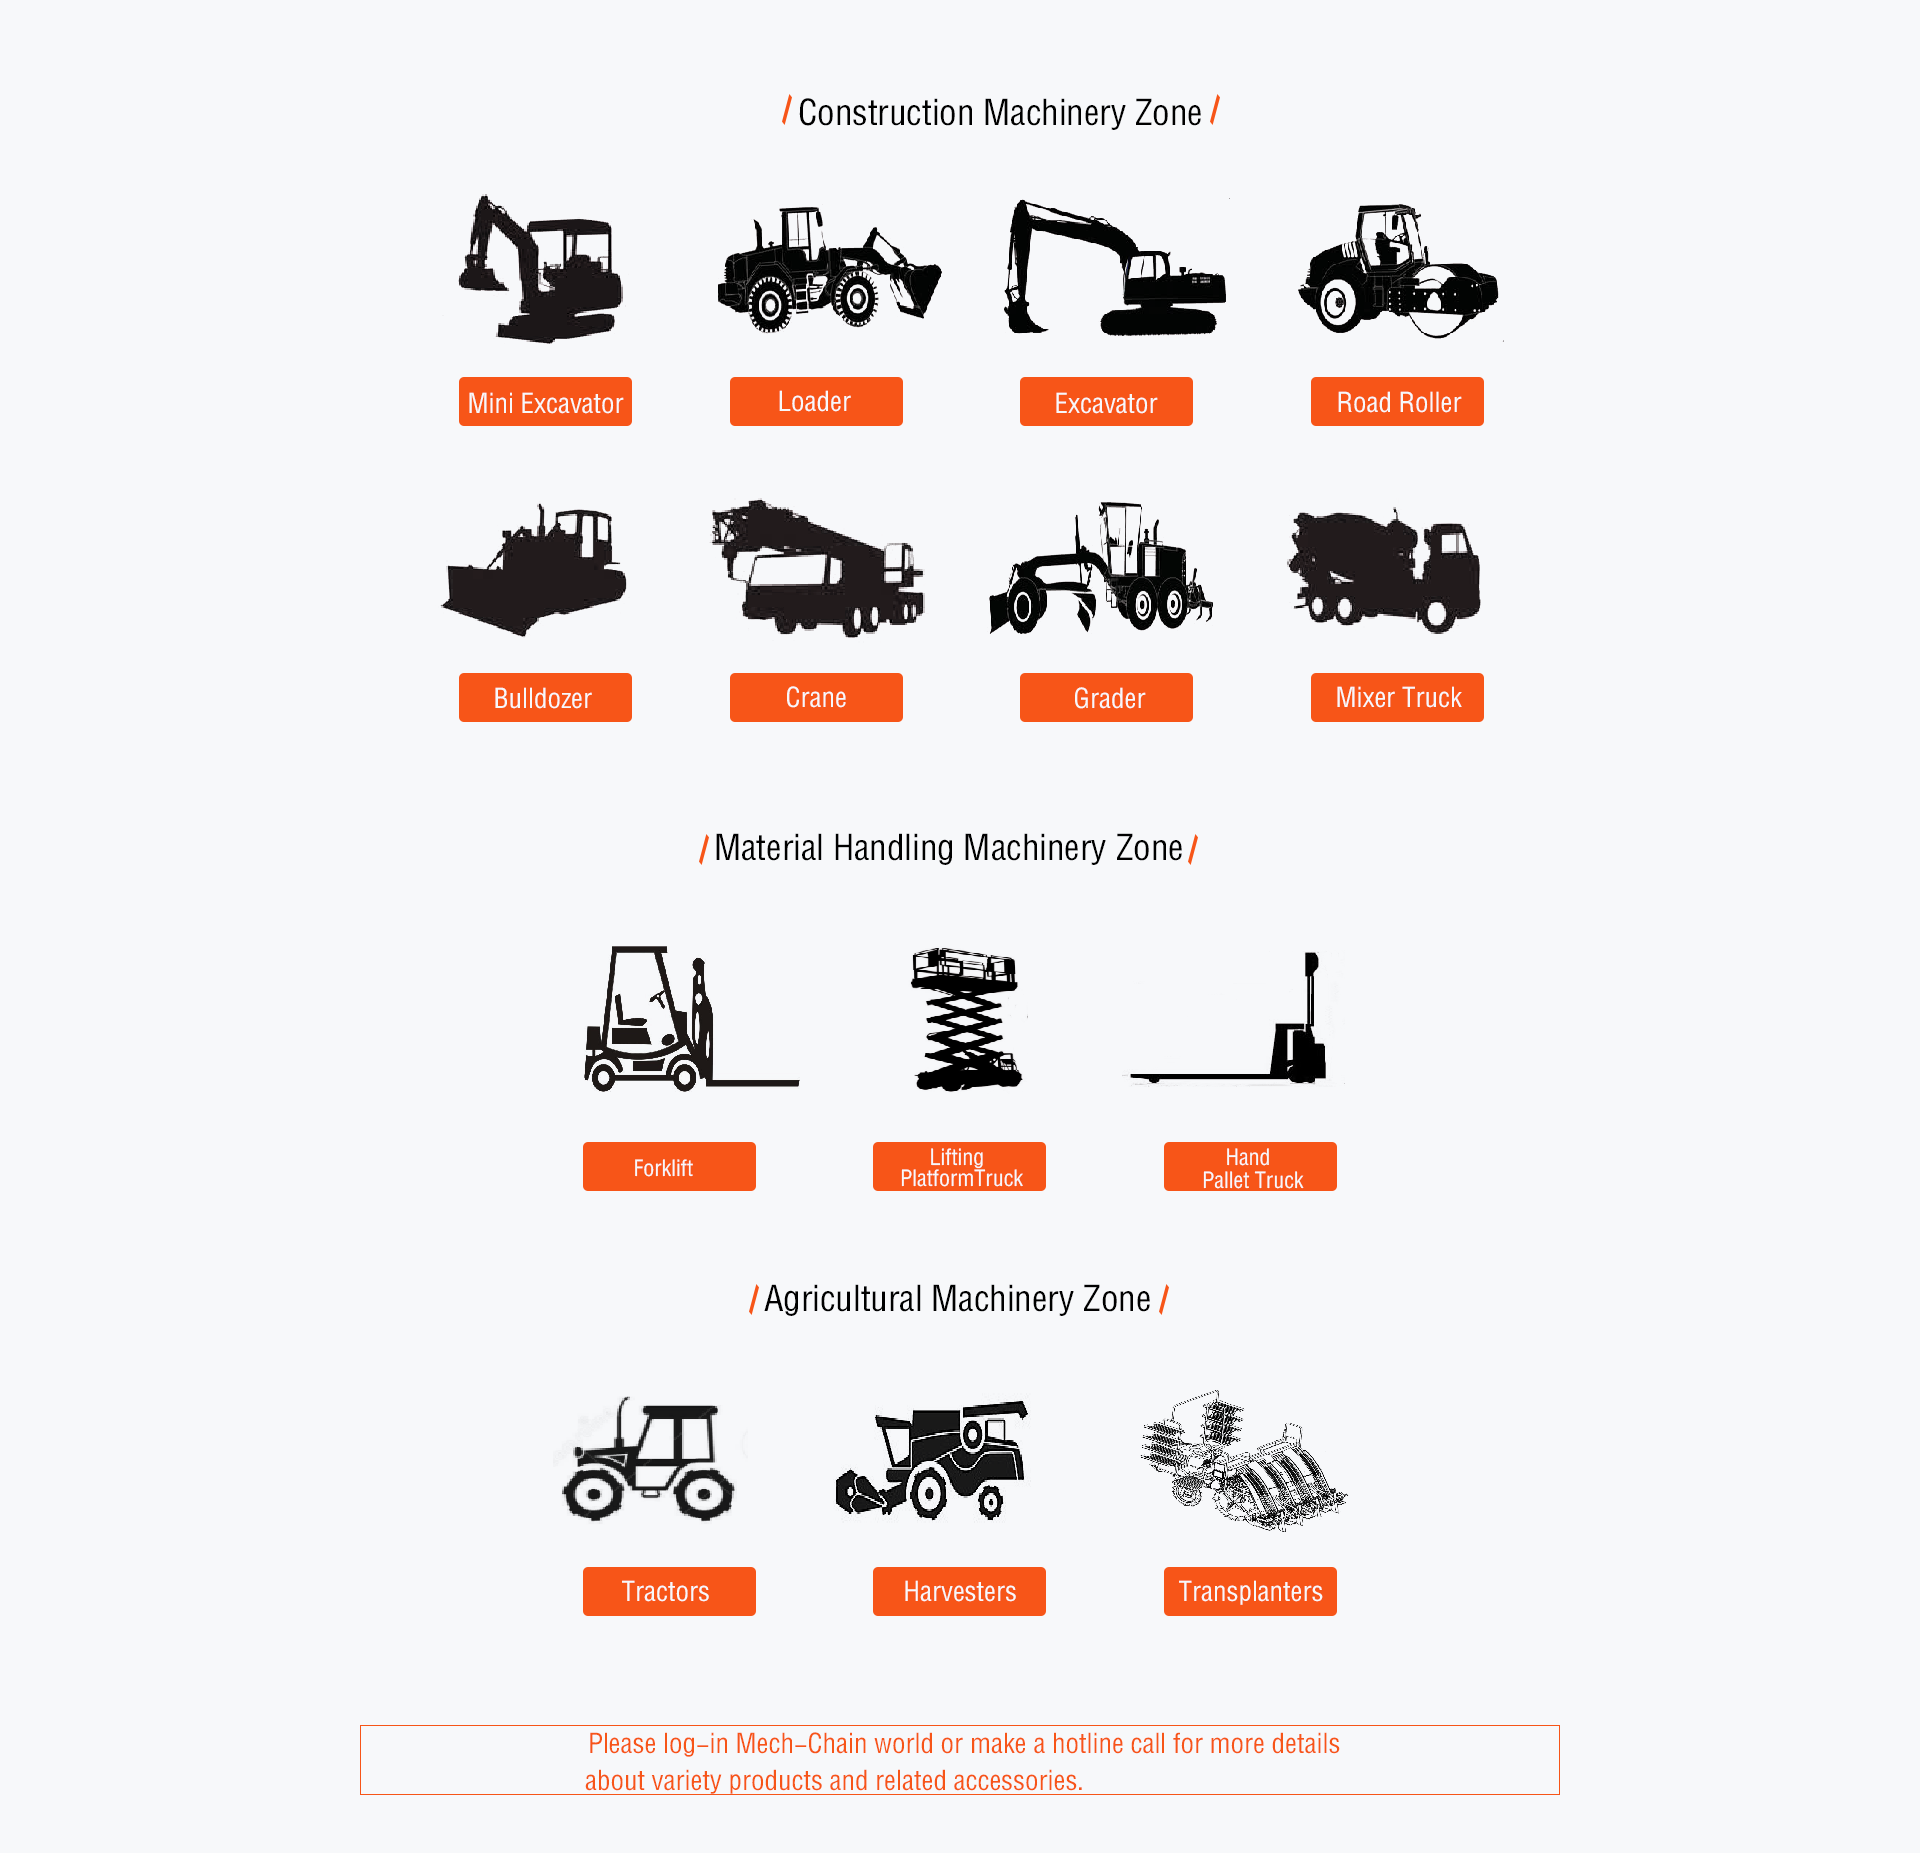 / Construction Machinery Zone /
Mini Excavator
Loader
Excavator
Road Roller
Bulldozer
Crane
Grader
Mixer Truck
/ Material Handling Machinery Zone /
Forklift
Lifting
PlatformTruck
Hand
Pallet Truck
/ Agricultural Machinery Zone /
Tractors
Harvesters
Transplanters
Please log-in Mech-Chain world or make a hotline call for more details
about variety products and related accessories.